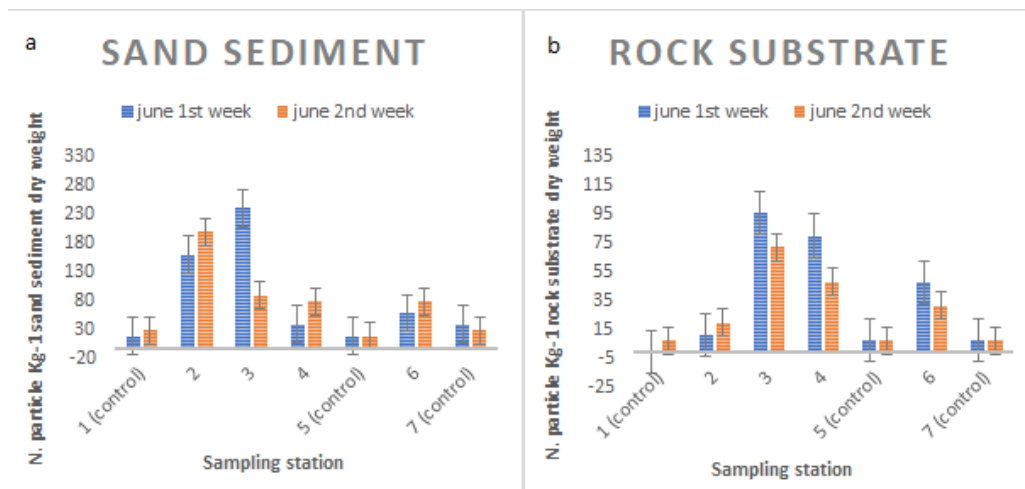 a
SAND SEDIMENT
june 1st week
june 2nd week
N. particle Kg-1 sand sediment dry weight
330
280
230
180
130
80
30
-20
1 (control)
2
3
4
5 (control)
6
7 (control)
Sampling station
b
ROCK SUBSTRATE
june 1st week
june 2nd week
N. particle Kg-1 rock substrate dry weight
135
115
95
75
55
35
15
-5
-25
1 (control)
2
3
4
5 (control)
6
7 (control)
Sampling station